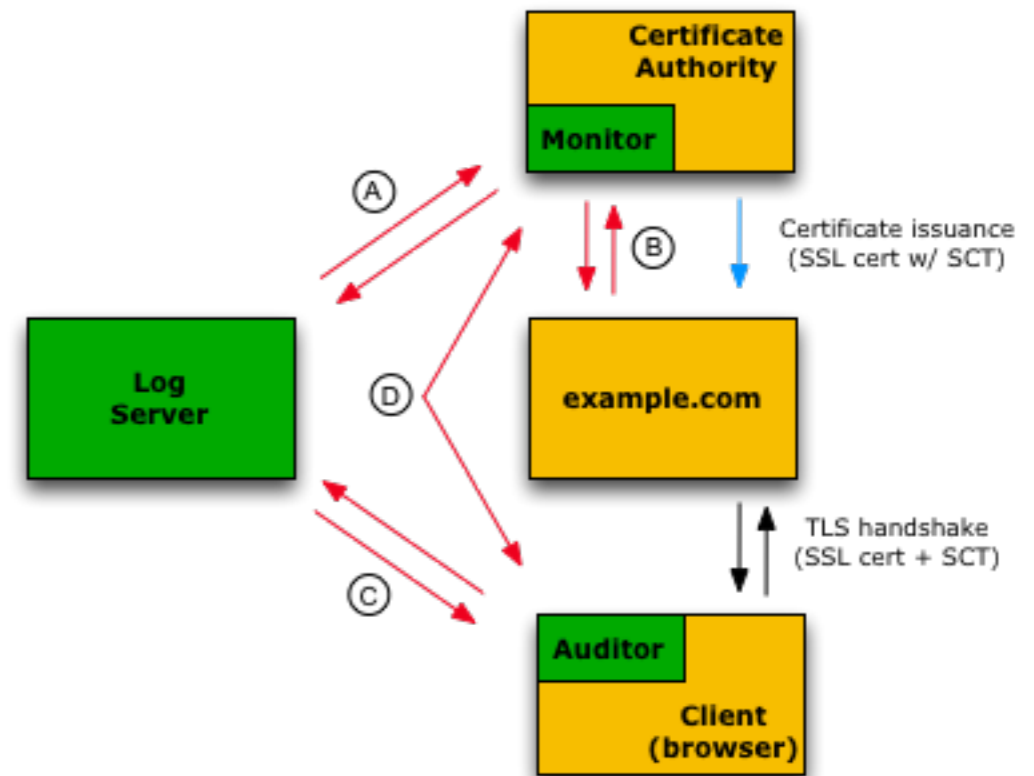 Certificate
Authority
Monitor
A
B
Certificate issuance
(SSL cert w/ SCT)
Log
Server
D
example.com
C
TLS handshake
(SSL cert + SCT)
Auditor
Client
(browser)